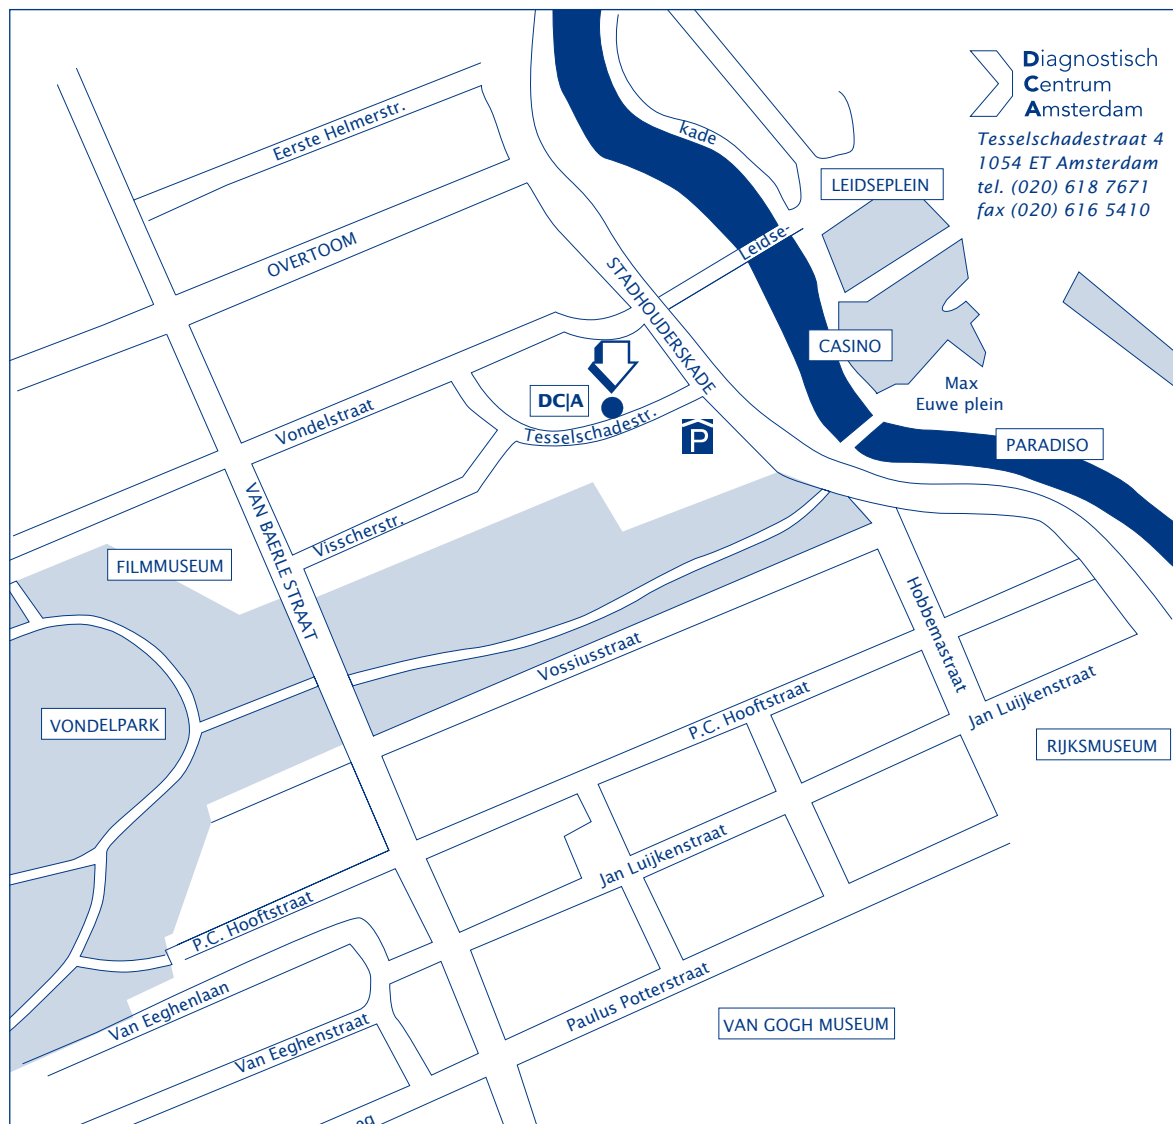 Diagnostisch
Centrum
Amsterdam
Tesselschadestraat 4
1054 ET Amsterdam
tel. (020) 618 7671
fax (020) 616 5410
kade
Eerste Helmerstr.
LEIDSEPLEIN
Leidse-
OVERTOOM
STADHOUDERSKADE
CASINO
Max
Euwe plein
DC|A
Vondelstraat
Tesselschadestr.
P
PARADISO
VAN BAERLE STRAAT
Visscherstr.
FILMMUSEUM
Hobbemastraat
Vossiusstraat
P.C. Hooftstraat
Jan Luijkenstraat
VONDELPARK
RIJKSMUSEUM
Jan Luijkenstraat
P.C. Hooftstraat
Paulus Potterstraat
Van Eeghenlaan
VAN GOGH MUSEUM
Van Eeghenstraat